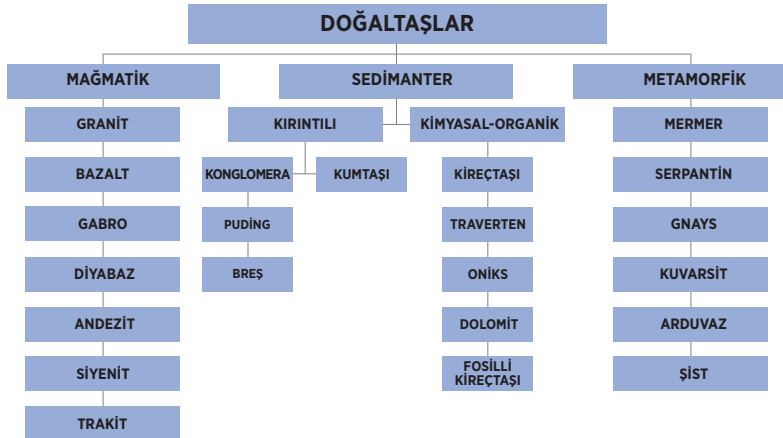 DOĞALTAŞLAR
MAĞMATİK
SEDİMANTER
METAMORFİK
GRANİT
KIRINTILI
KİMYASAL-ORGANİK
MERMER
BAZALT
KONGLOMERA
KUMTAŞI
KİREÇTAŞI
SERPANTİN
GABRO
PUDİNG
TRAVERTEN
GNAYS
DİYABAZ
BREŞ
ONİKS
KUVARSİT
ANDEZİT
DOLOMİT
ARDUVAZ
SİYENİT
FOSİLLİ
KİREÇTAŞI
ŞİST
TRAKİT